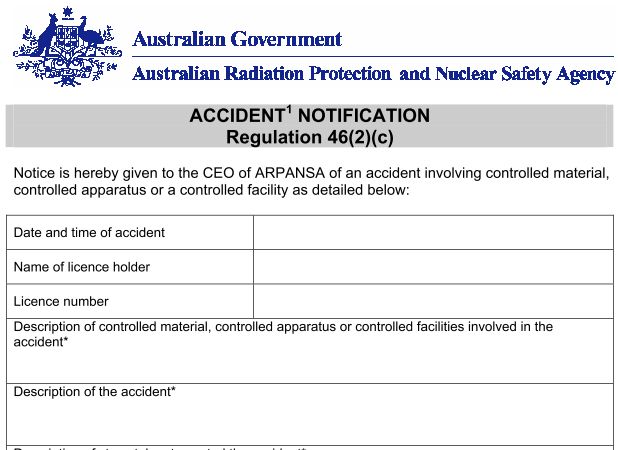 Australian Government
Australian Radiation Protection and Nuclear Safety Agency
ACCIDENT¹ NOTIFICATION
Regulation 46(2)(c)
Notice is hereby given to the CEO of ARPANSA of an accident involving controlled material,
controlled apparatus or a controlled facility as detailed below:
Date and time of accident
Name of licence holder
Licence number
Description of controlled material, controlled apparatus or controlled facilities involved in the
accident*
Description of the accident*